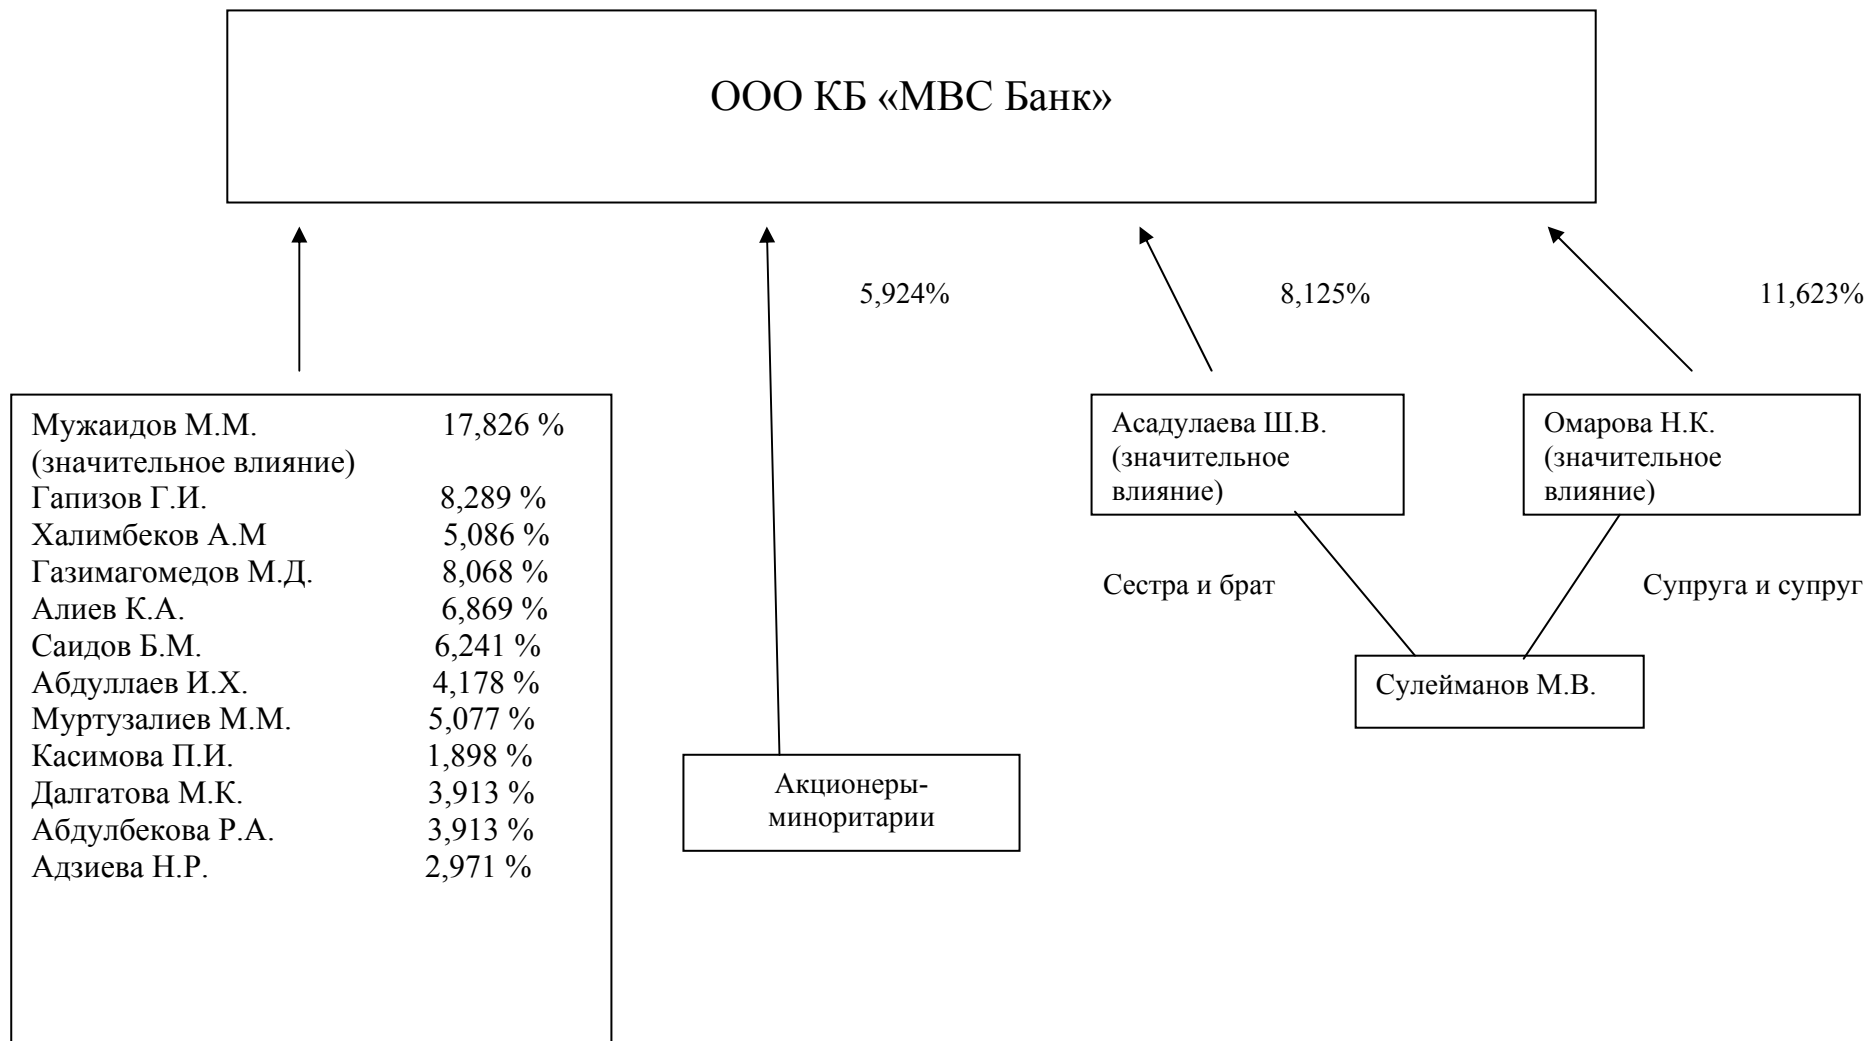 ООО КБ «МВС Банк»
5,924%
8,125%
11,623%
Мужаидов М.М. 17,826 %
(значительное влияние)
Гапизов Г.И. 8,289 %
Халимбеков А.М 5,086 %
Газимагомедов М.Д. 8,068 %
Алиев К.А. 6,869 %
Саидов Б.М. 6,241 %
Абдуллаев И.Х. 4,178 %
Муртузалиев М.М. 5,077 %
Касимова П.И. 1,898 %
Далгатова М.К. 3,913 %
Абдулбекова Р.А. 3,913 %
Адзиева Н.Р. 2,971 %
Акционеры-
миноритарии
Асадулаева Ш.В.
(значительное
влияние)
Омарова Н.К.
(значительное
влияние)
Сестра и брат
Супруга и супруг
Сулейманов М.В.